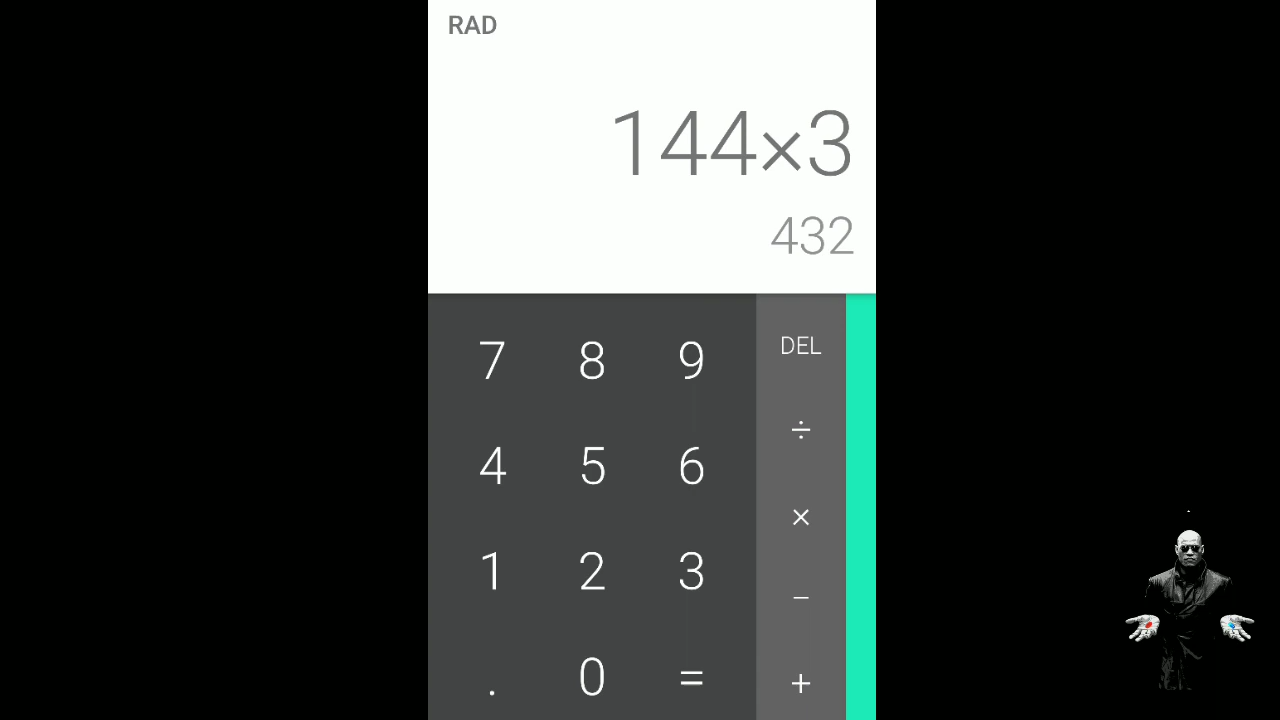 RAD
144×3
432
7 8 9 DEL
÷
4 5 6
×
1 2 3
−
. 0 = +